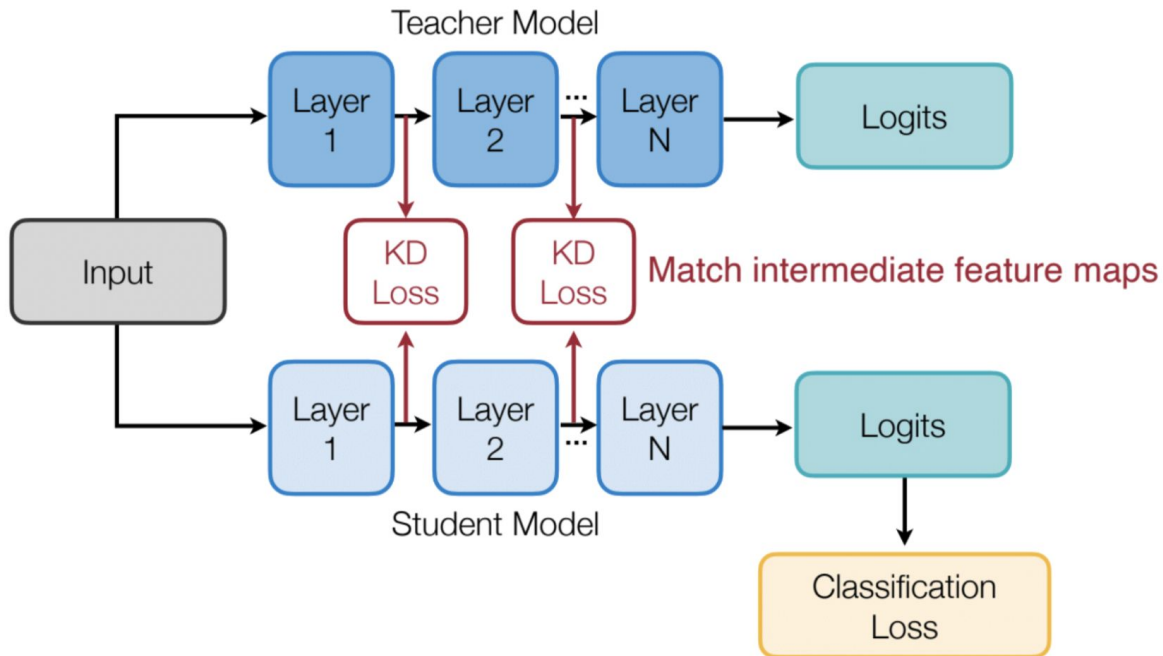 Teacher Model
Layer
1
Layer
2
...
Layer
N
Logits
Input
KD
Loss
KD
Loss
Match intermediate feature maps
Layer
1
Layer
2
...
Layer
N
Logits
Student Model
Classification
Loss